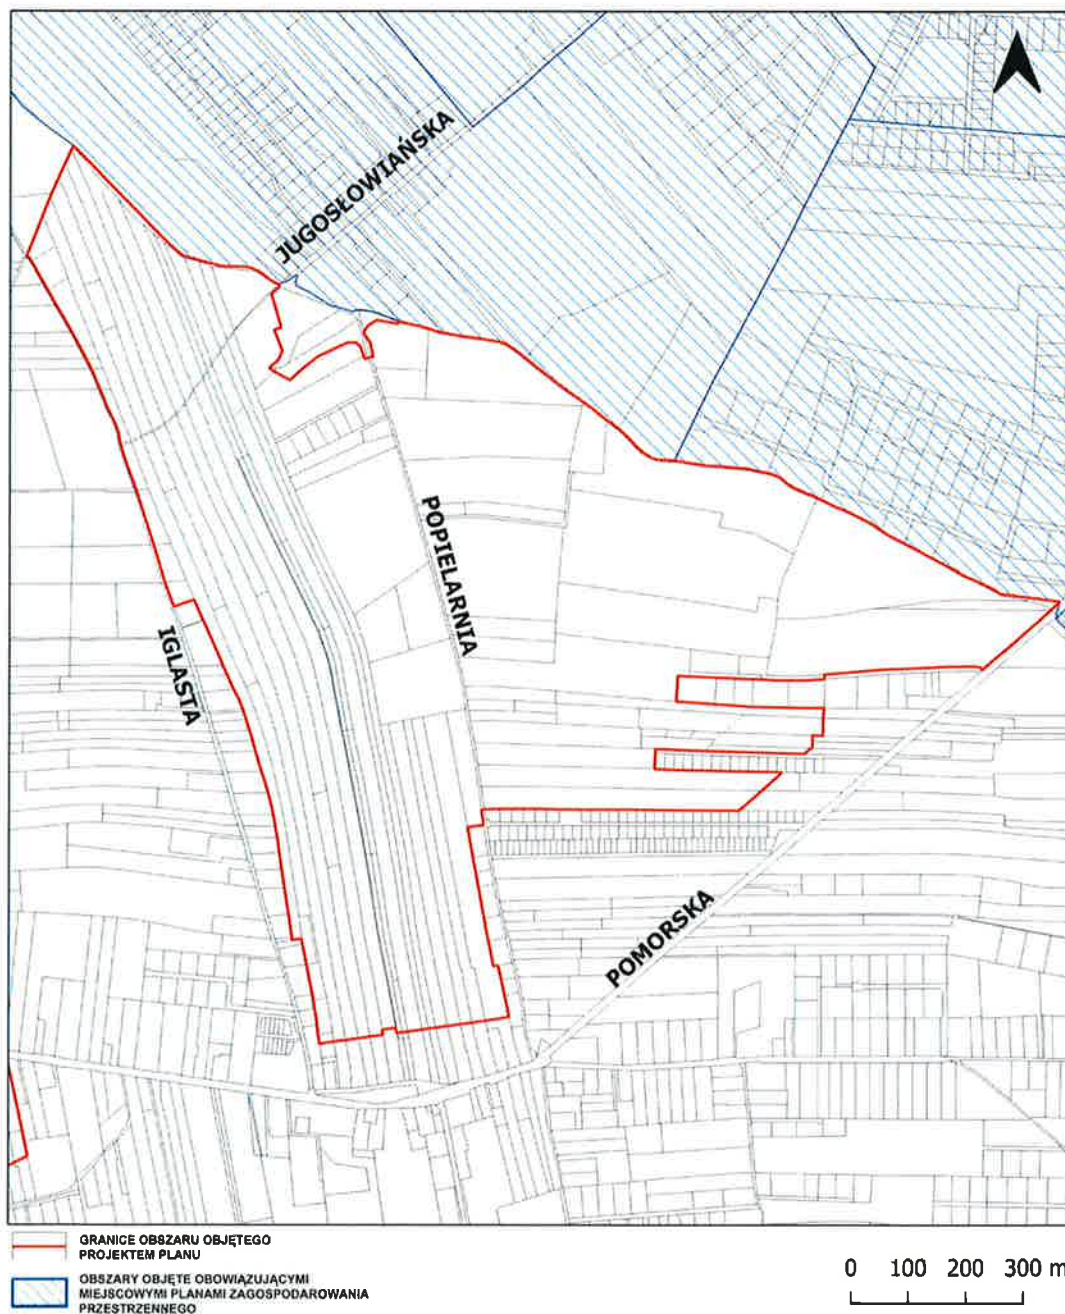 JUGOSŁOWIAŃSKA
POPIELARNIA
IGLASTA
POMORSKA
GRANICE OBSZARU OBJĘTEGO
PROJEKTEM PLANU
OBSZARY OBJĘTE OBOWIĄZUJĄCYMI
MIEJSCOWYMI PLANAMI ZAGOSPODAROWANIA
PRZESTRZENNEGO
0 100 200 300 m